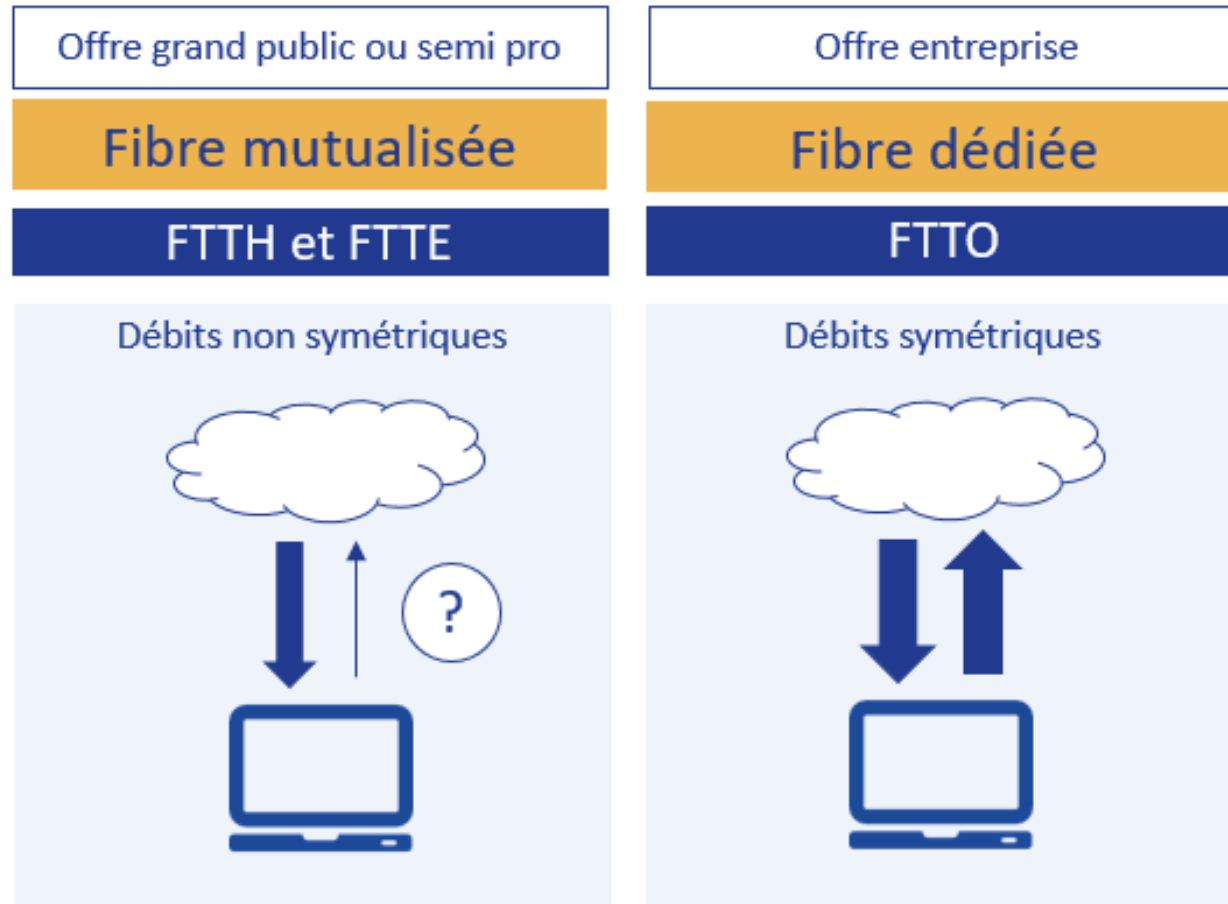 Offre grand public ou semi pro
Fibre mutualisée
FTTH et FTTE
Débits non symétriques
?
Offre entreprise
Fibre dédiée
FTTO
Débits symétriques